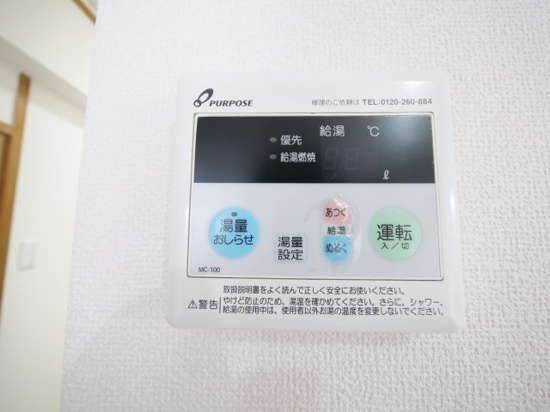 PURPOSE
修理のご依頼は TEL:0120-260-884
給湯 ℃
優先
給湯燃焼
ℓ
湯量
おしらせ
湯量
設定
あつく
給温
ぬるく
運転
入/切
MC-100
取扱説明書をよく読んで正しく安全にお使いください。
⚠警告
やけど防止のため、湯温を確かめてください。さらに、シャワー、
給湯の使用中は、使用者以外お湯の温度を変更しないでください。